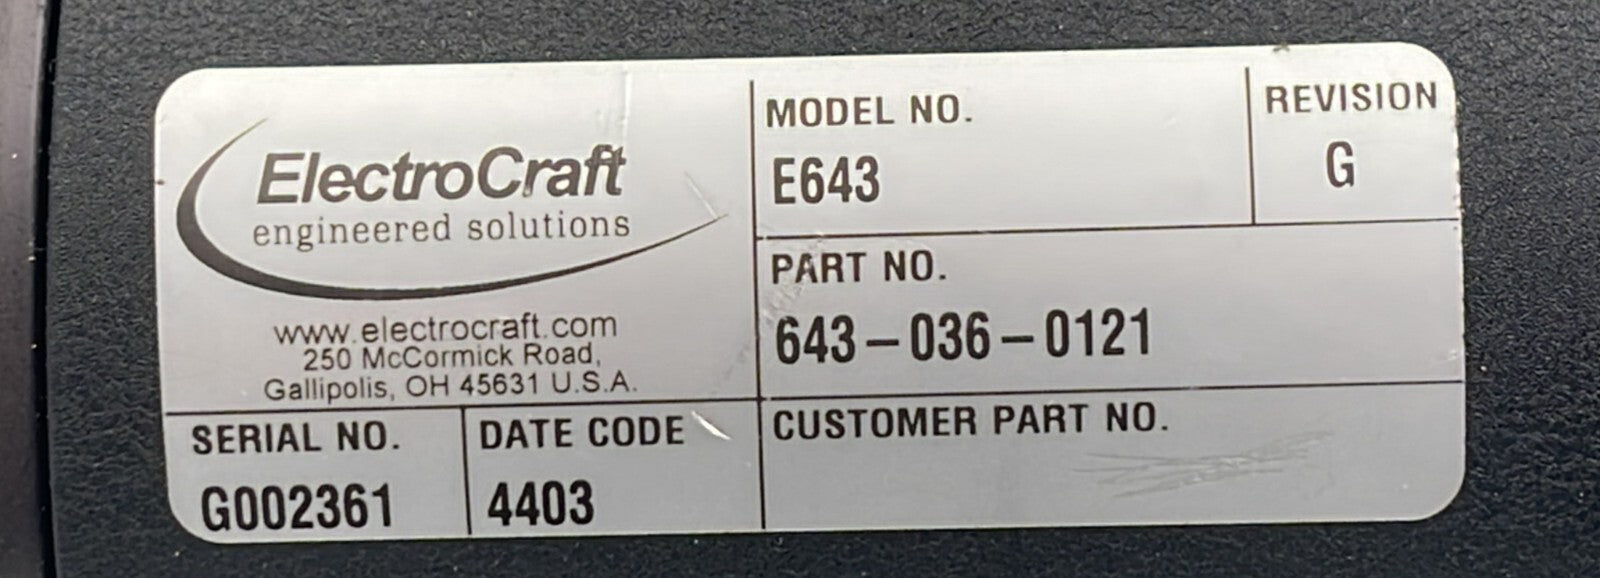 ElectroCraft
engineered solutions
www.electrocraft.com
250 McCormick Road,
Gallipolis, OH 45631 U.S.A.
MODEL NO.
E643
REVISION
G
PART NO.
643-036-0121
SERIAL NO.
G002361
DATE CODE
4403
CUSTOMER PART NO.